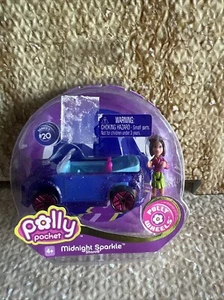 $20
WARNING:
CHOKING HAZARD - Small parts.
Not for children under 3 years.
polly
pocket
POLLY
WHEELS
4+
Midnight Sparkle